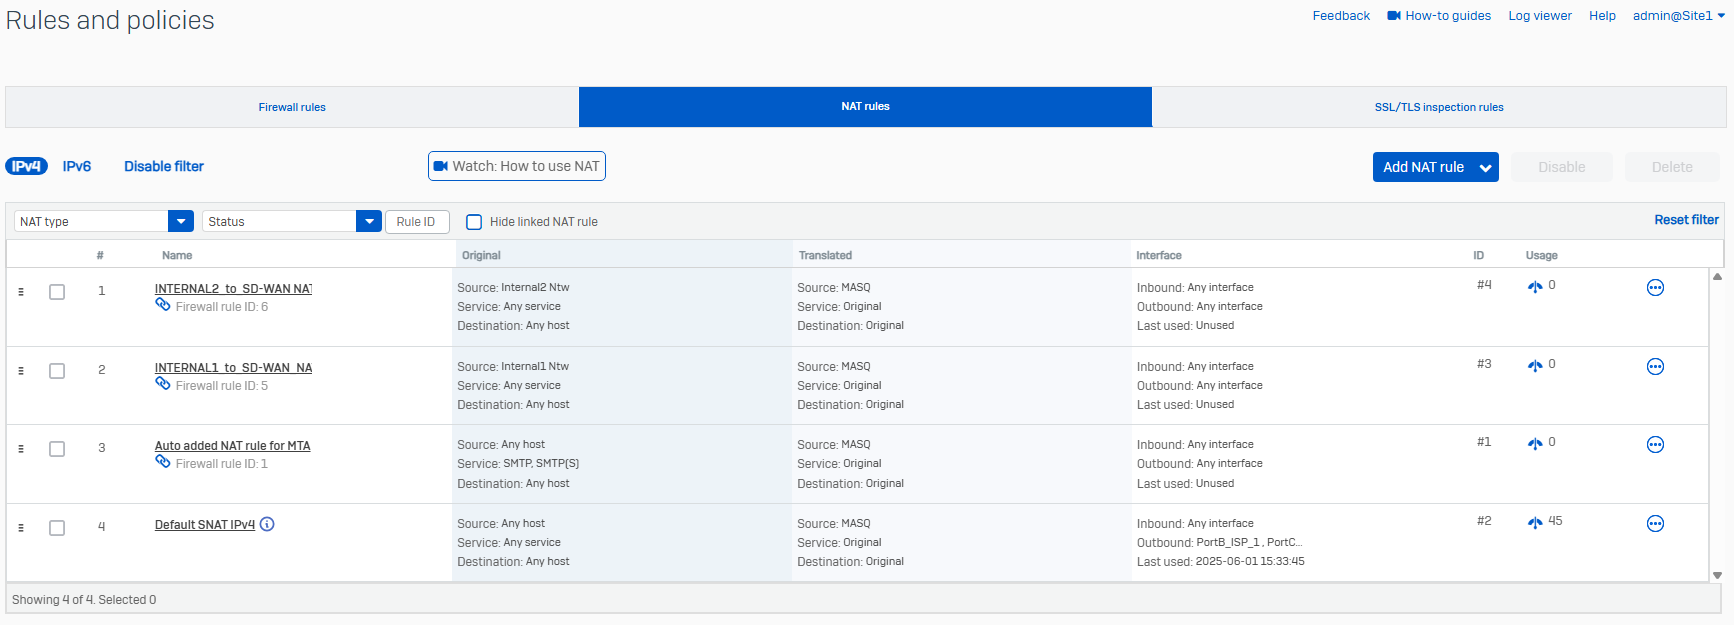 Rules and policies
Feedback How-to guides Log viewer Help admin@Site1
Firewall rules NAT rules SSL/TLS inspection rules
IPv4 IPv6 Disable filter Watch: How to use NAT Add NAT rule Disable Delete
NAT type Status Rule ID Hide linked NAT rule Reset filter
# Name Original Translated Interface ID Usage
1 INTERNAL2_to_SD-WAN NAT
Firewall rule ID: 6
Source: Internal2 Ntw
Service: Any service
Destination: Any host
Source: MASQ
Service: Original
Destination: Original
Inbound: Any interface
Outbound: Any interface
Last used: Unused
#4 0
2 INTERNAL1_to_SD-WAN_NA
Firewall rule ID: 5
Source: Internal1 Ntw
Service: Any service
Destination: Any host
Source: MASQ
Service: Original
Destination: Original
Inbound: Any interface
Outbound: Any interface
Last used: Unused
#3 0
3 Auto added NAT rule for MTA
Firewall rule ID: 1
Source: Any host
Service: SMTP, SMTP(S)
Destination: Any host
Source: MASQ
Service: Original
Destination: Original
Inbound: Any interface
Outbound: Any interface
Last used: Unused
#1 0
4 Default SNAT IPv4
Source: Any host
Service: Any service
Destination: Any host
Source: MASQ
Service: Original
Destination: Original
Inbound: Any interface
Outbound: PortB_ISP_1 , PortC...
Last used: 2025-06-01 15:33:45
#2 45
Showing 4 of 4. Selected 0